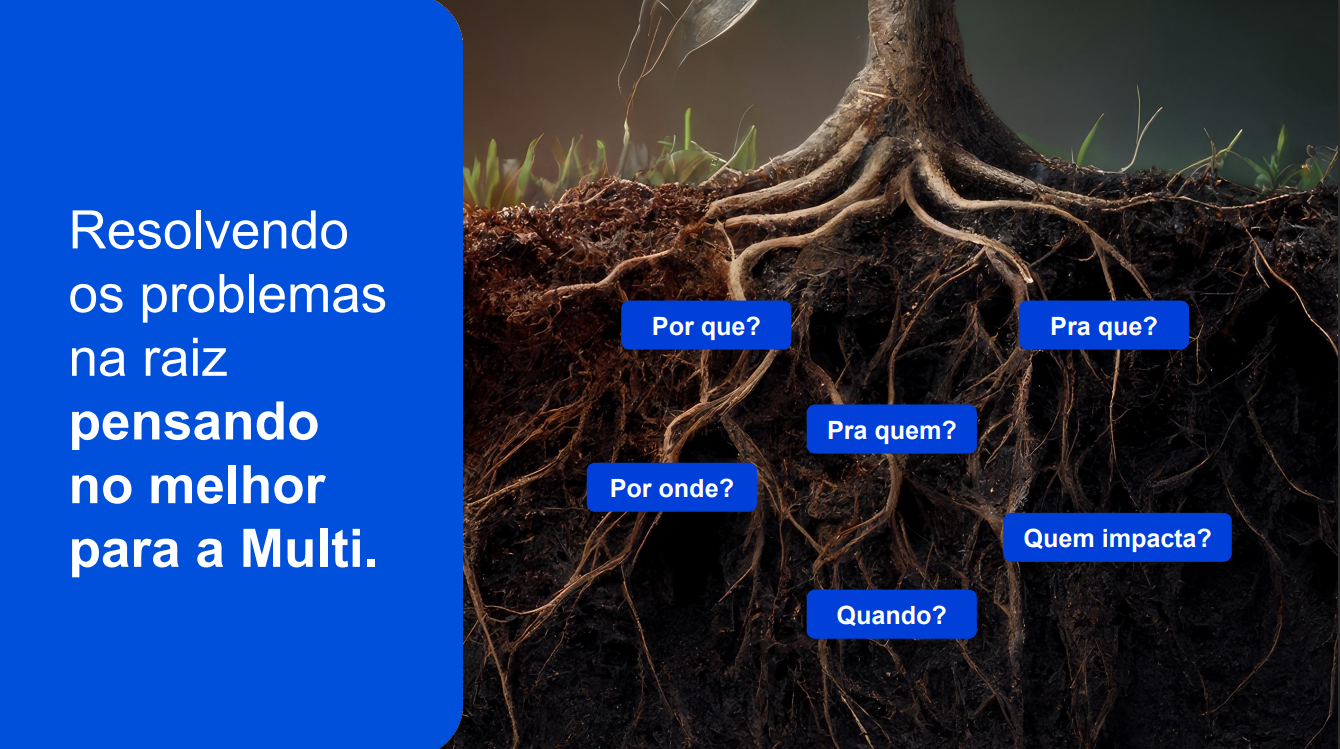 Resolvendo
os problemas
na raiz
pensando
no melhor
para a Multi.
Por que?
Pra que?
Pra quem?
Por onde?
Quem impacta?
Quando?